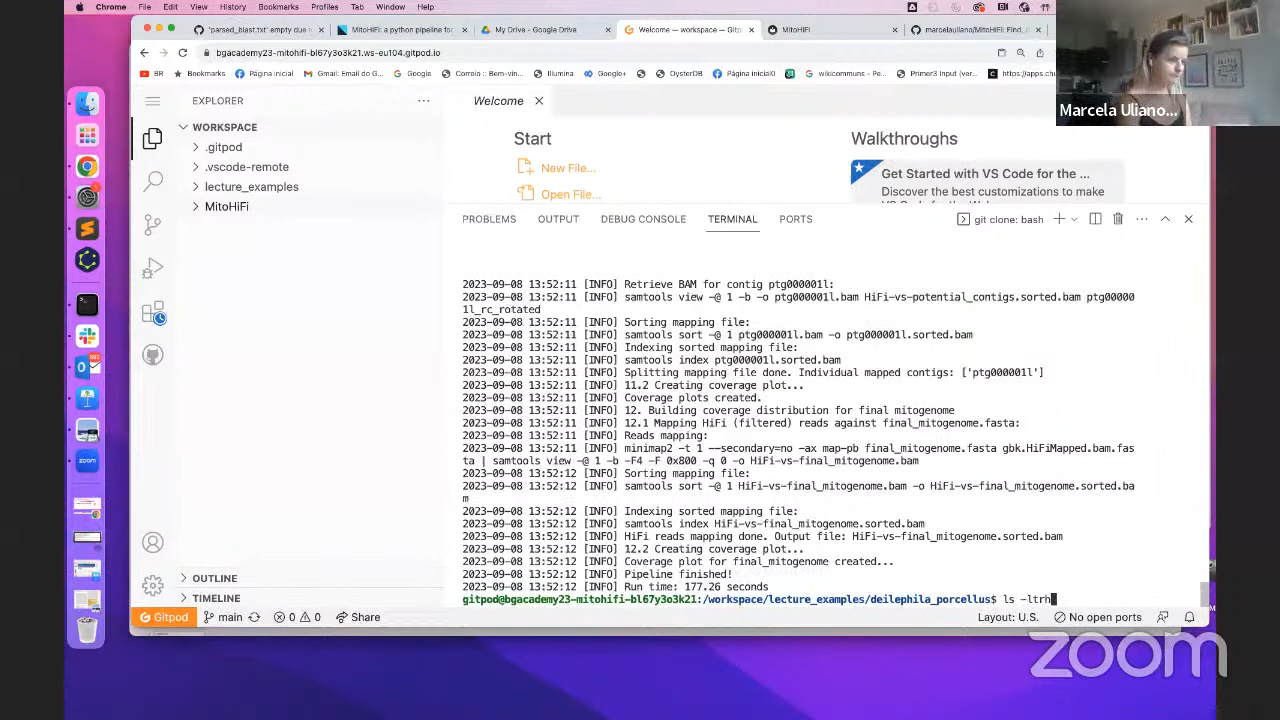 Chrome File Edit View History Bookmarks Profiles Tab Window Help
'parsed_blast.txt' empty due
MitoHiFi: a python pipeline for
My Drive - Google Drive
Welcome — workspace — Gitp
MitoHiFi
marcelauliano/MitoHiFi: Find,
bgacademy23-mitohifi-bl67y3o3k21.ws-eu104.gitpod.io
BR Bookmarks Página inicial Gmail: Email do G... Google Correio :: Bem-vin... Illumina Google+ OysterDB Página inicial0 wikicommuns - Pe... Primer3 Input (ver... https://apps.ch
Marcela Uliano...
EXPLORER
Welcome
WORKSPACE
.gitpod
.vscode-remote
lecture_examples
MitoHiFi
Start
New File...
Open File...
Walkthroughs
Get Started with VS Code for the ...
Discover the best customizations to make
PROBLEMS OUTPUT DEBUG CONSOLE TERMINAL PORTS
git clone: bash
2023-09-08 13:52:11 [INFO] Retrieve BAM for contig ptg000001l:
2023-09-08 13:52:11 [INFO] samtools view -@ 1 -b -o ptg000001l.bam HiFi-vs-potential_contigs.sorted.bam ptg00000
1l_rc_rotated
2023-09-08 13:52:11 [INFO] Sorting mapping file:
2023-09-08 13:52:11 [INFO] samtools sort -@ 1 ptg000001l.bam -o ptg000001l.sorted.bam
2023-09-08 13:52:11 [INFO] Indexing sorted mapping file:
2023-09-08 13:52:11 [INFO] samtools index ptg000001l.sorted.bam
2023-09-08 13:52:11 [INFO] Splitting mapping file done. Individual mapped contigs: ['ptg000001l']
2023-09-08 13:52:11 [INFO] 11.2 Creating coverage plot...
2023-09-08 13:52:11 [INFO] Coverage plots created.
2023-09-08 13:52:11 [INFO] 12. Building coverage distribution for final mitogenome
2023-09-08 13:52:11 [INFO] 12.1 Mapping HiFi (filtered) reads against final_mitogenome.fasta:
2023-09-08 13:52:11 [INFO] Reads mapping:
2023-09-08 13:52:11 [INFO] minimap2 -t 1 --secondary=no -ax map-pb final_mitogenome.fasta gbk.HiFiMapped.bam.fas
ta | samtools view -@ 1 -b -F4 -F 0x800 -q 0 -o HiFi-vs-final_mitogenome.bam
2023-09-08 13:52:12 [INFO] Sorting mapping file:
2023-09-08 13:52:12 [INFO] samtools sort -@ 1 HiFi-vs-final_mitogenome.bam -o HiFi-vs-final_mitogenome.sorted.ba
m
2023-09-08 13:52:12 [INFO] Indexing sorted mapping file:
2023-09-08 13:52:12 [INFO] samtools index HiFi-vs-final_mitogenome.sorted.bam
2023-09-08 13:52:12 [INFO] HiFi reads mapping done. Output file: HiFi-vs-final_mitogenome.sorted.bam
2023-09-08 13:52:12 [INFO] 12.2 Creating coverage plot...
2023-09-08 13:52:12 [INFO] Coverage plot for final_mitogenome created...
2023-09-08 13:52:12 [INFO] Pipeline finished!
2023-09-08 13:52:12 [INFO] Run time: 177.26 seconds
gitpod@bgacademy23-mitohifi-bl67y3o3k21:/workspace/lecture_examples/deilephila_porcellus$ ls -ltrh
OUTLINE
TIMELINE
Gitpod main 0 0 Share Layout: U.S. No open ports
zoom
zoom